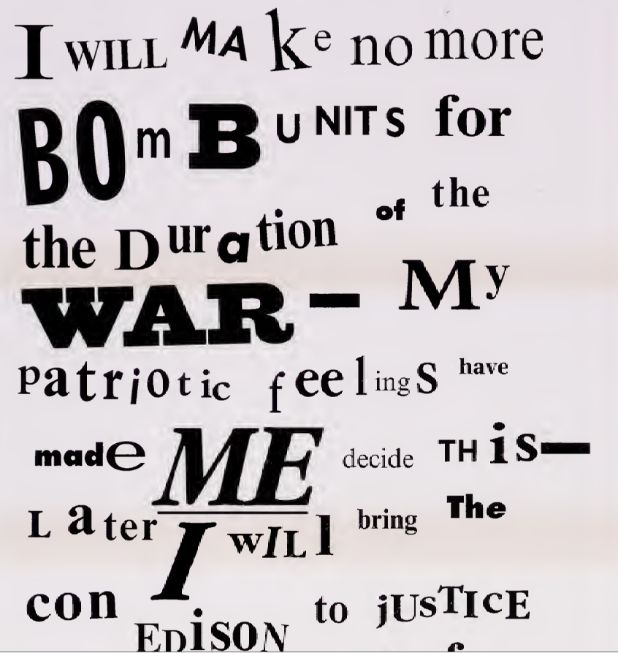 I WILL MAke no more
BOmB UNITS for
the Duration of the
WAR — My
patriotic feelings have
made ME decide THis—
Later I wILl bring The
con EDiSON to jUsTIcE